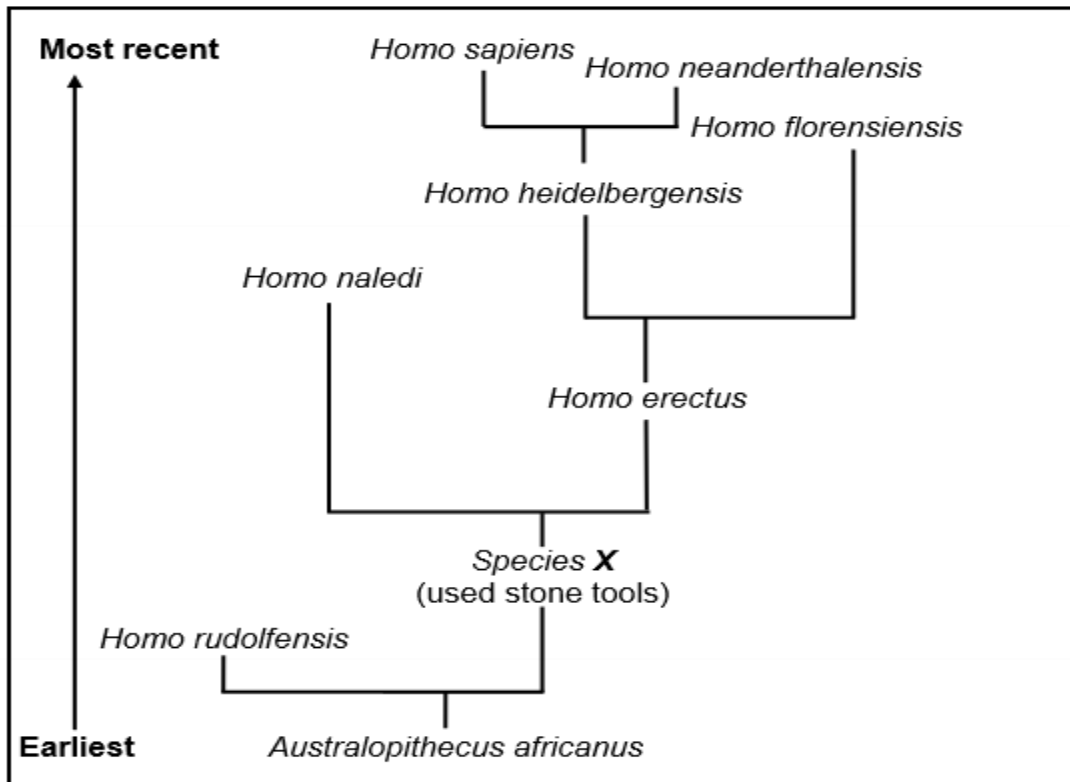 Most recent
Homo sapiens
Homo neanderthalensis
Homo florensiensis
Homo heidelbergensis
Homo naledi
Homo erectus
Species X
(used stone tools)
Homo rudolfensis
Earliest
Australopithecus africanus